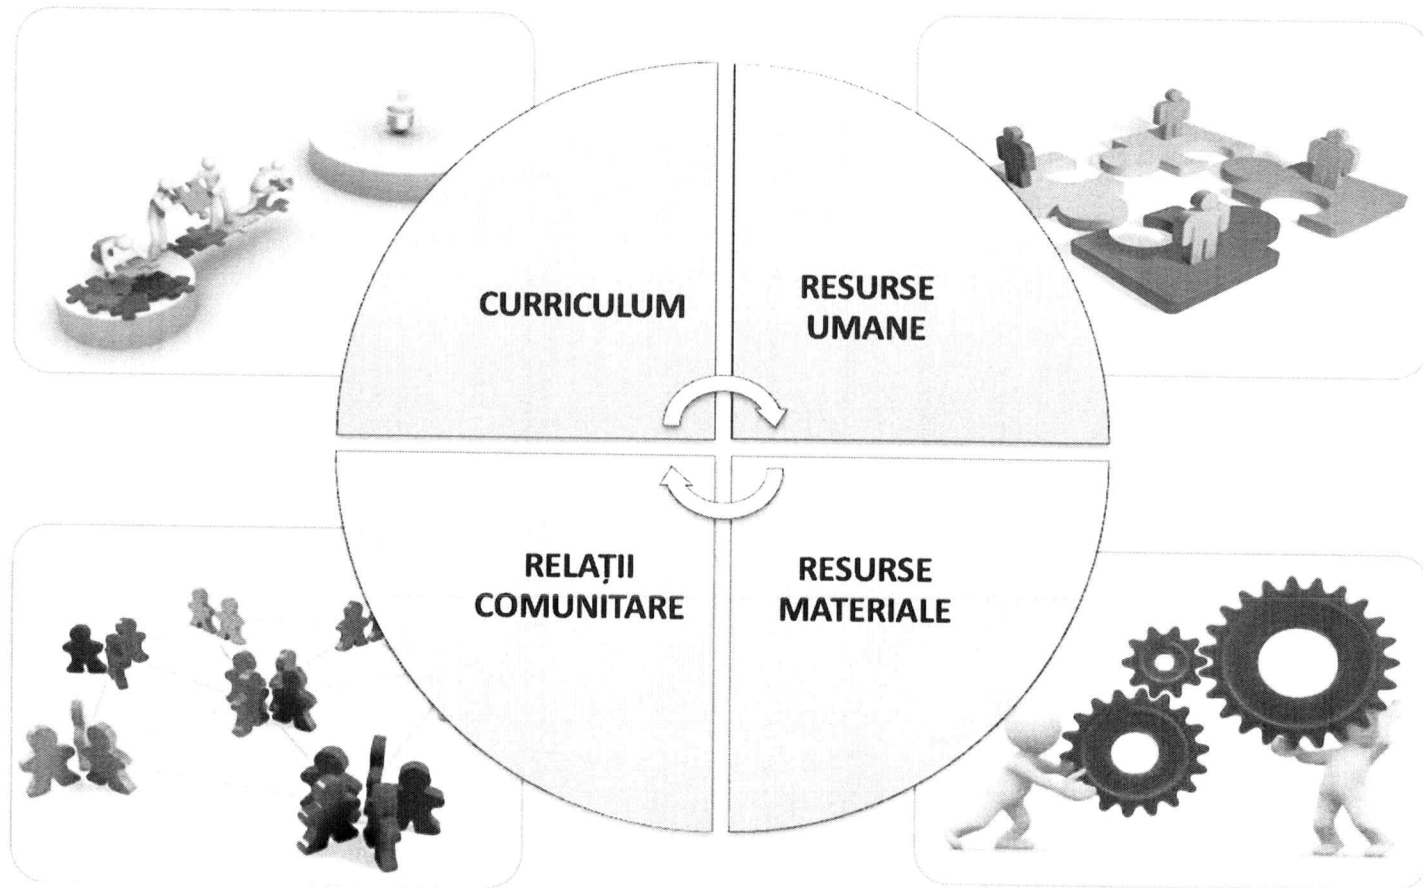 CURRICULUM
RESURSE
UMANE
RELAȚII
COMUNITARE
RESURSE
MATERIALE